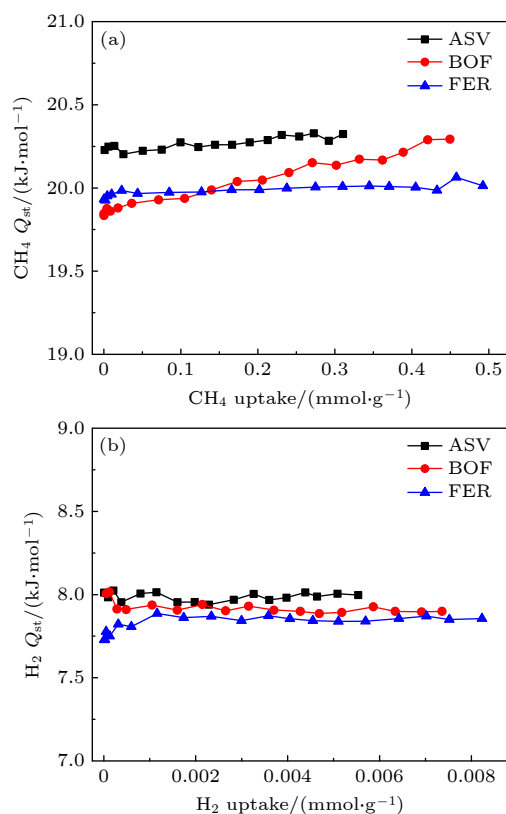 (a)
ASV
BOF
FER
21.0
20.5
20.0
19.5
19.0
CH₄ Qst/(kJ·mol⁻¹)
0 0.1 0.2 0.3 0.4 0.5
CH₄ uptake/(mmol·g⁻¹)
(b)
ASV
BOF
FER
9.0
8.5
8.0
7.5
7.0
H₂ Qst/(kJ·mol⁻¹)
0 0.002 0.004 0.006 0.008
H₂ uptake/(mmol·g⁻¹)